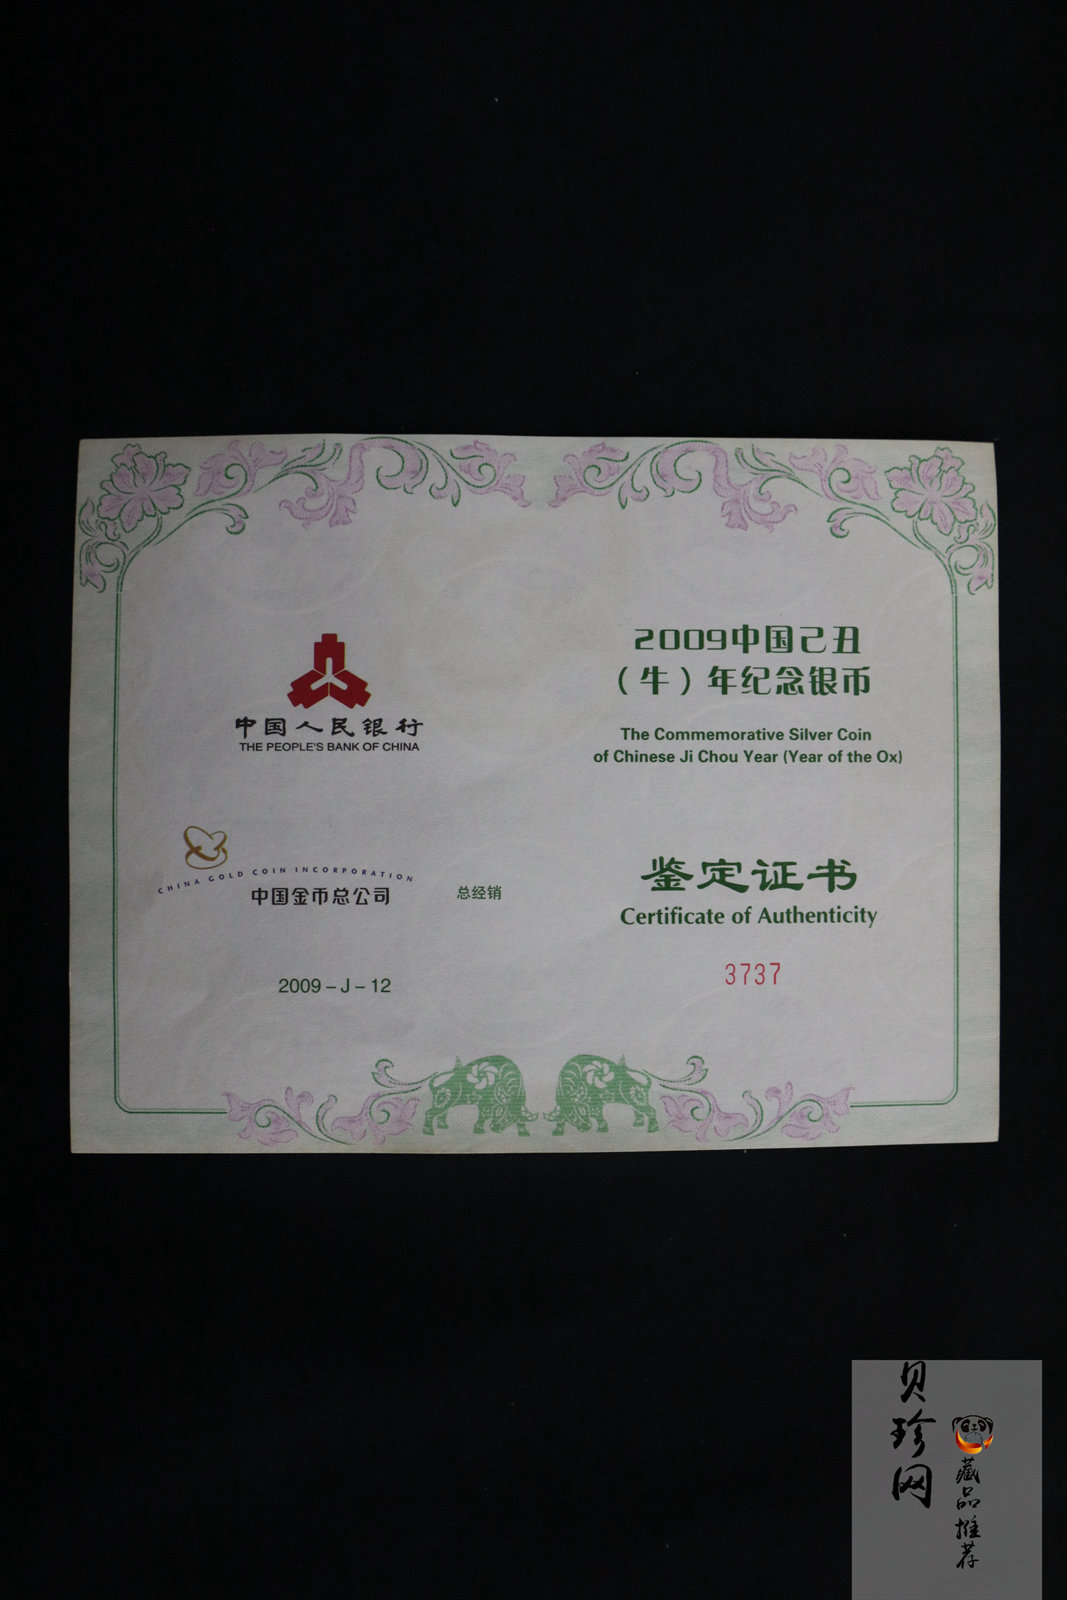 中国人民银行
THE PEOPLE'S BANK OF CHINA
CHINA GOLD COIN INCORPORATION
中国金币总公司
总经销
2009－J－12
2009中国己丑
（牛）年纪念银币
The Commemorative Silver Coin
of Chinese Ji Chou Year (Year of the Ox)
鉴定证书
Certificate of Authenticity
3737
贝珍网
藏品推荐